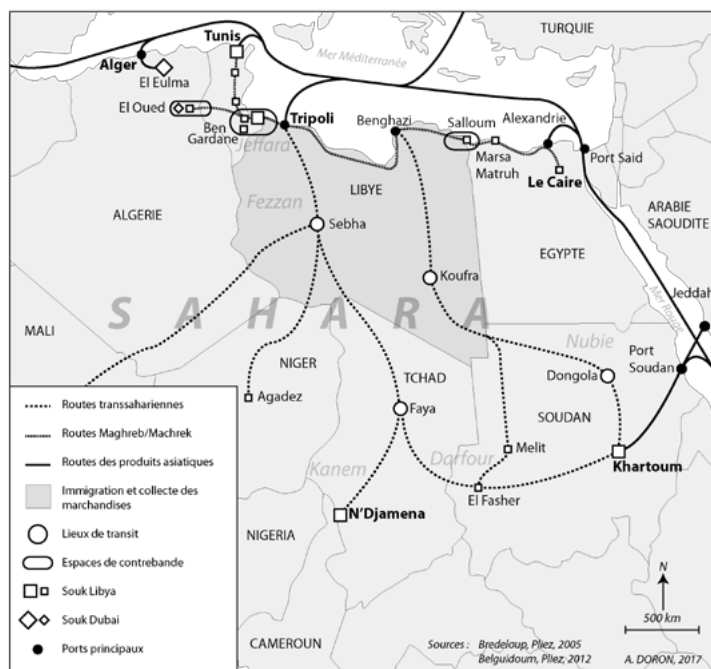 TURQUIE
Tunis
Mer Méditerranée
Alger
El Eulma
El Oued
Ben
Gardane
Tripoli
Jeffara
Benghazi
Salloum
Alexandrie
Marsa
Matruh
Port Said
Le Caire
LIBYE
Fezzan
ALGERIE
Sebha
ARABIE
SAOUDITE
EGYPTE
Koufra
SAHARA
Mer Rouge
Jeddah
MALI
Nubie
Port
Soudan
NIGER
TCHAD
Dongola
Agadez
Faya
SOUDAN
Melit
Kanem
Darfour
Khartoum
El Fasher
N'Djamena
NIGERIA
CAMEROUN
Routes transsahariennes
Routes Maghreb/Machrek
Routes des produits asiatiques
Immigration et collecte des
marchandises
Lieux de transit
Espaces de contrebande
Souk Libya
Souk Dubai
Ports principaux
N
500 km
Sources : Bredeloup, Pliez, 2005
Belguidoum, Pliez, 2012
A. DORON, 2017